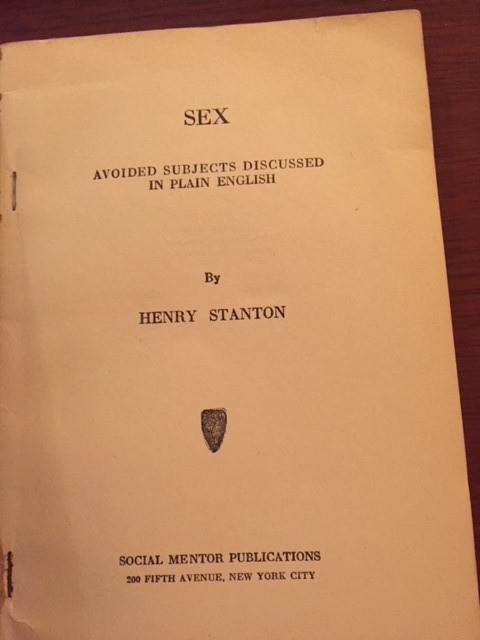 SEX
AVOIDED SUBJECTS DISCUSSED
IN PLAIN ENGLISH
By
HENRY STANTON
SOCIAL MENTOR PUBLICATIONS
200 FIFTH AVENUE, NEW YORK CITY